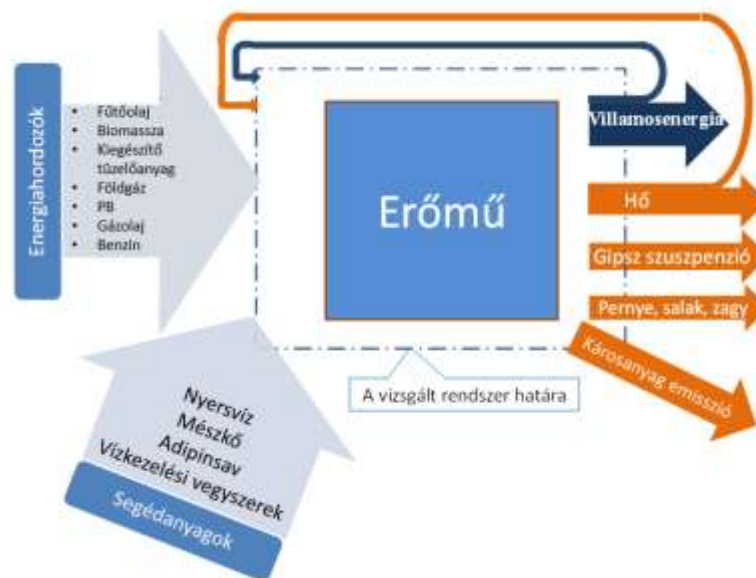 Energiahordozók
Fűtőolaj
Biomassza
Kiegészítő
tüzelőanyag
Földgáz
PB
Gázolaj
Benzin
Erőmű
Villamosenergia
Hő
Gipsz szuszpenzió
Pernye, salak, zagy
Károsanyag emisszió
A vizsgált rendszer határa
Nyersvíz
Mészkő
Adipinsav
Vízkezelési vegyszerek
Segédanyagok